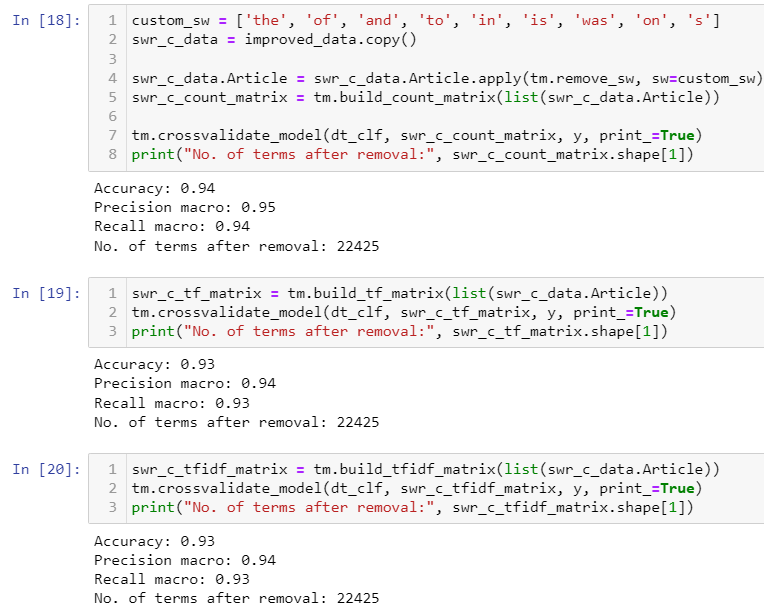 In [18]:
1 custom_sw = ['the', 'of', 'and', 'to', 'in', 'is', 'was', 'on', 's']
2 swr_c_data = improved_data.copy()
3
4 swr_c_data.Article = swr_c_data.Article.apply(tm.remove_sw, sw=custom_sw)
5 swr_c_count_matrix = tm.build_count_matrix(list(swr_c_data.Article))
6
7 tm.crossvalidate_model(dt_clf, swr_c_count_matrix, y, print_=True)
8 print("No. of terms after removal:", swr_c_count_matrix.shape[1])
Accuracy: 0.94
Precision macro: 0.95
Recall macro: 0.94
No. of terms after removal: 22425
In [19]:
1 swr_c_tf_matrix = tm.build_tf_matrix(list(swr_c_data.Article))
2 tm.crossvalidate_model(dt_clf, swr_c_tf_matrix, y, print_=True)
3 print("No. of terms after removal:", swr_c_tf_matrix.shape[1])
Accuracy: 0.93
Precision macro: 0.94
Recall macro: 0.93
No. of terms after removal: 22425
In [20]:
1 swr_c_tfidf_matrix = tm.build_tfidf_matrix(list(swr_c_data.Article))
2 tm.crossvalidate_model(dt_clf, swr_c_tfidf_matrix, y, print_=True)
3 print("No. of terms after removal:", swr_c_tfidf_matrix.shape[1])
Accuracy: 0.93
Precision macro: 0.94
Recall macro: 0.93
No. of terms after removal: 22425